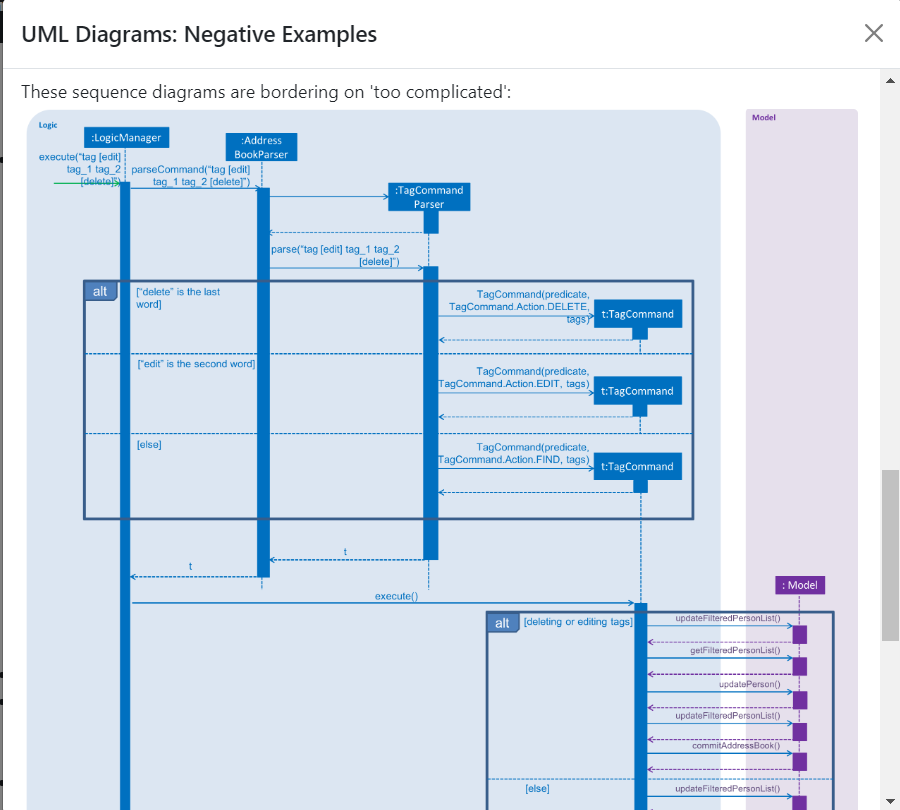 UML Diagrams: Negative Examples
These sequence diagrams are bordering on 'too complicated':
Logic
Model
:LogicManager
:Address
BookParser
execute("tag [edit]
tag_1 tag_2
[delete]")
parseCommand("tag [edit]
tag_1 tag_2 [delete]")
:TagCommand
Parser
parse("tag [edit] tag_1 tag_2
[delete]")
alt
["delete" is the last
word]
TagCommand(predicate,
TagCommand.Action.DELETE,
tags)
t:TagCommand
["edit" is the second word]
TagCommand(predicate,
TagCommand.Action.EDIT, tags)
t:TagCommand
[else]
TagCommand(predicate,
TagCommand.Action.FIND, tags)
t:TagCommand
t
t
: Model
execute()
alt
[deleting or editing tags]
updateFilteredPersonList()
getFilteredPersonList()
updatePerson()
updateFilteredPersonList()
commitAddressBook()
[else]
updateFilteredPersonList()